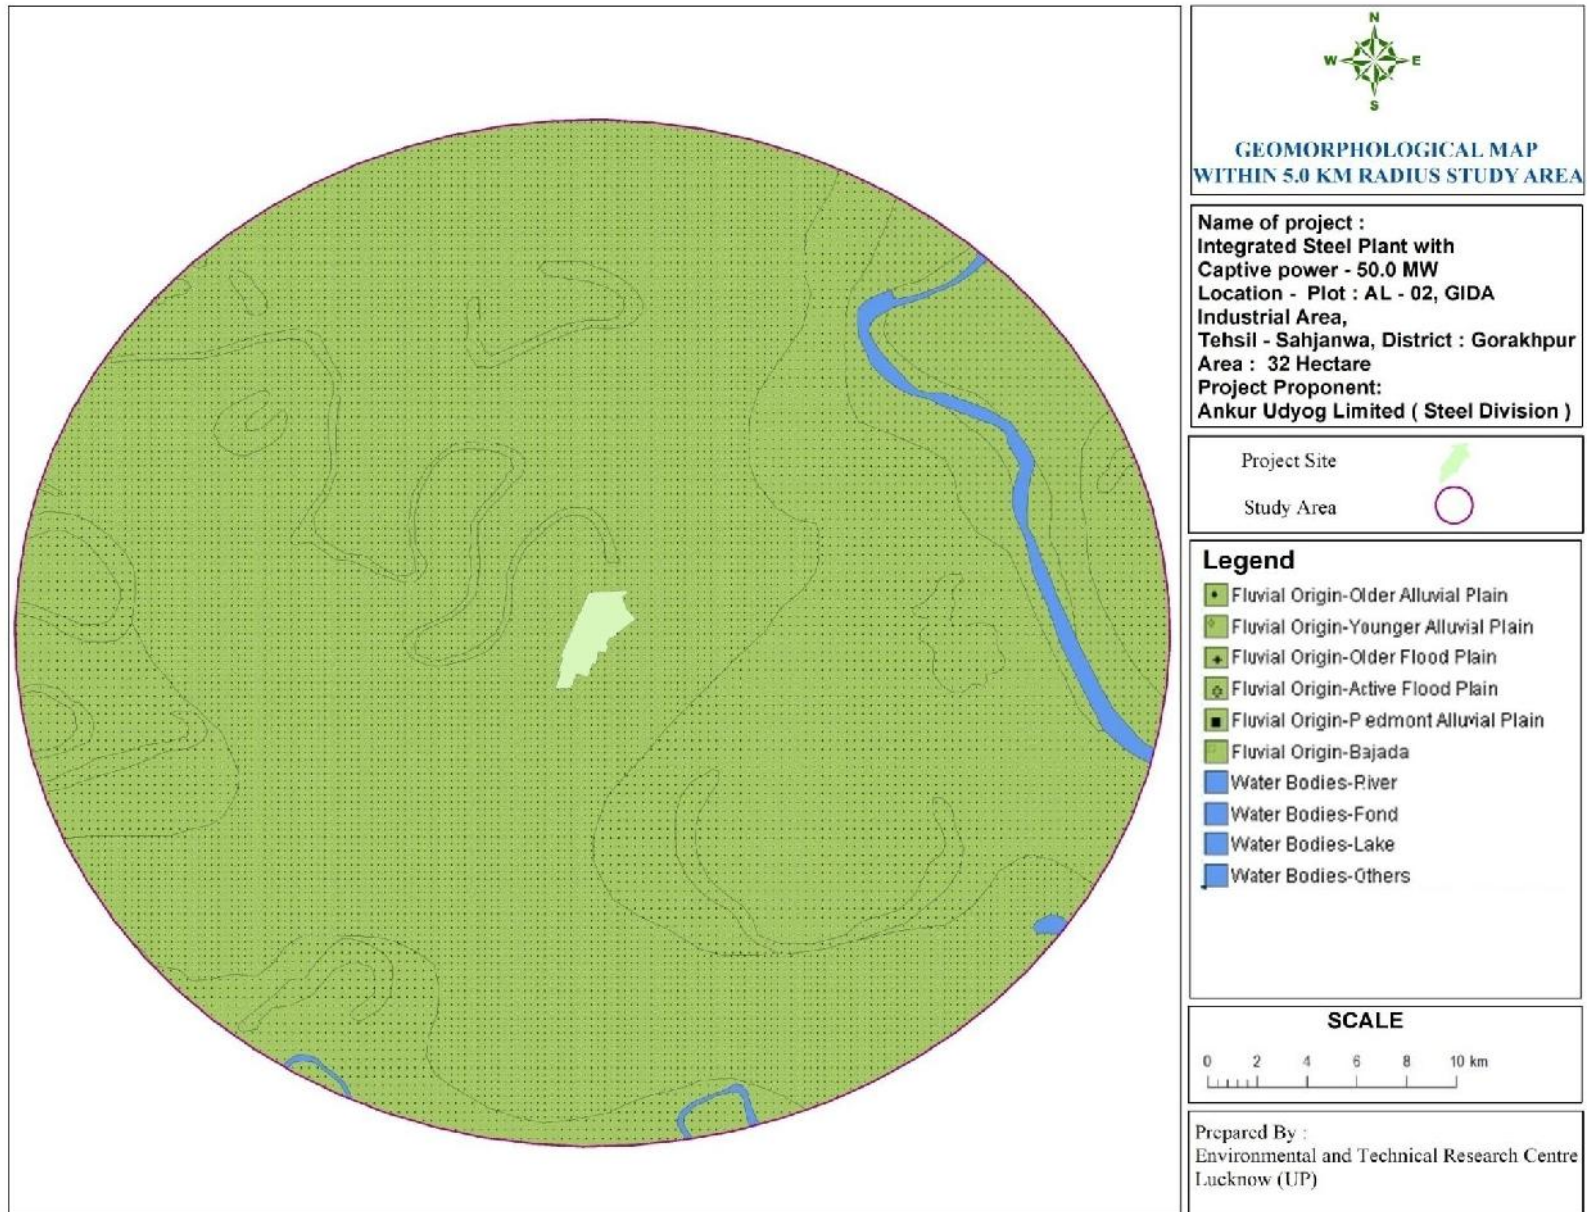 N
W E
S
GEOMORPHOLOGICAL MAP
WITHIN 5.0 KM RADIUS STUDY AREA
Name of project :
Integrated Steel Plant with
Captive power - 50.0 MW
Location - Plot : AL - 02, GIDA
Industrial Area,
Tehsil - Sahjanwa, District : Gorakhpur
Area : 32 Hectare
Project Proponent:
Ankur Udyog Limited ( Steel Division )
Project Site
Study Area
Legend
Fluvial Origin-Older Alluvial Plain
Fluvial Origin-Younger Alluvial Plain
Fluvial Origin-Older Flood Plain
Fluvial Origin-Active Flood Plain
Fluvial Origin-Piedmont Alluvial Plain
Fluvial Origin-Bajada
Water Bodies-River
Water Bodies-Fond
Water Bodies-Lake
Water Bodies-Others
SCALE
0 2 4 6 8 10 km
Prepared By :
Environmental and Technical Research Centre
Lucknow (UP)